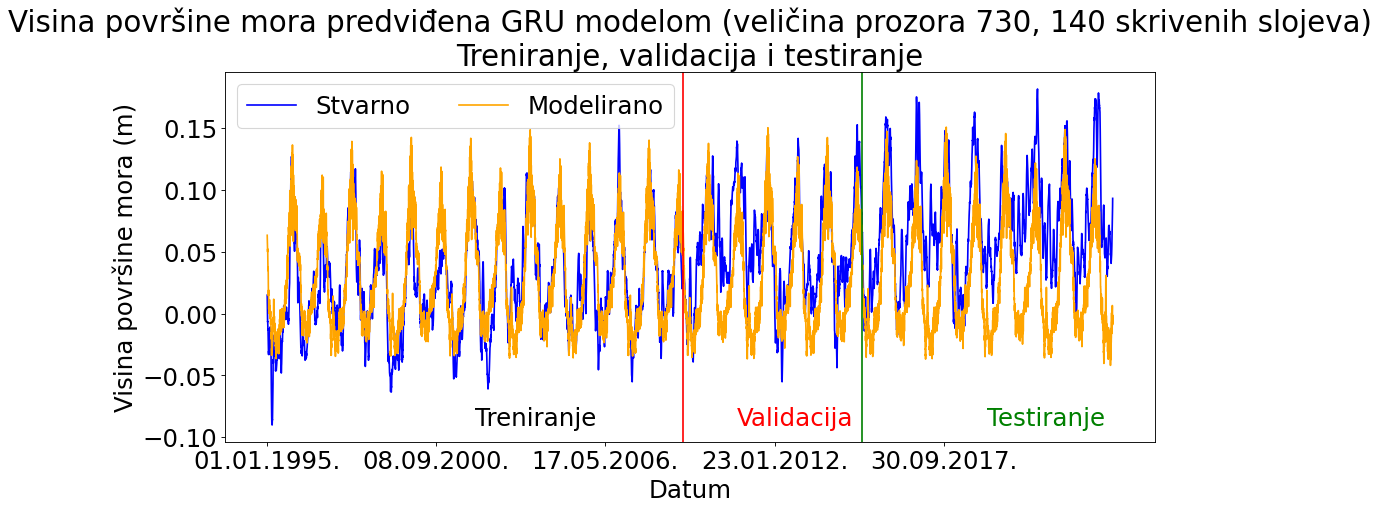 Visina površine mora predviđena GRU modelom (veličina prozora 730, 140 skrivenih slojeva)
Treniranje, validacija i testiranje
Stvarno
Modelirano
Visina površine mora (m)
0.15
0.10
0.05
0.00
−0.05
−0.10
Treniranje
Validacija
Testiranje
01.01.1995.
08.09.2000.
17.05.2006.
23.01.2012.
30.09.2017.
Datum